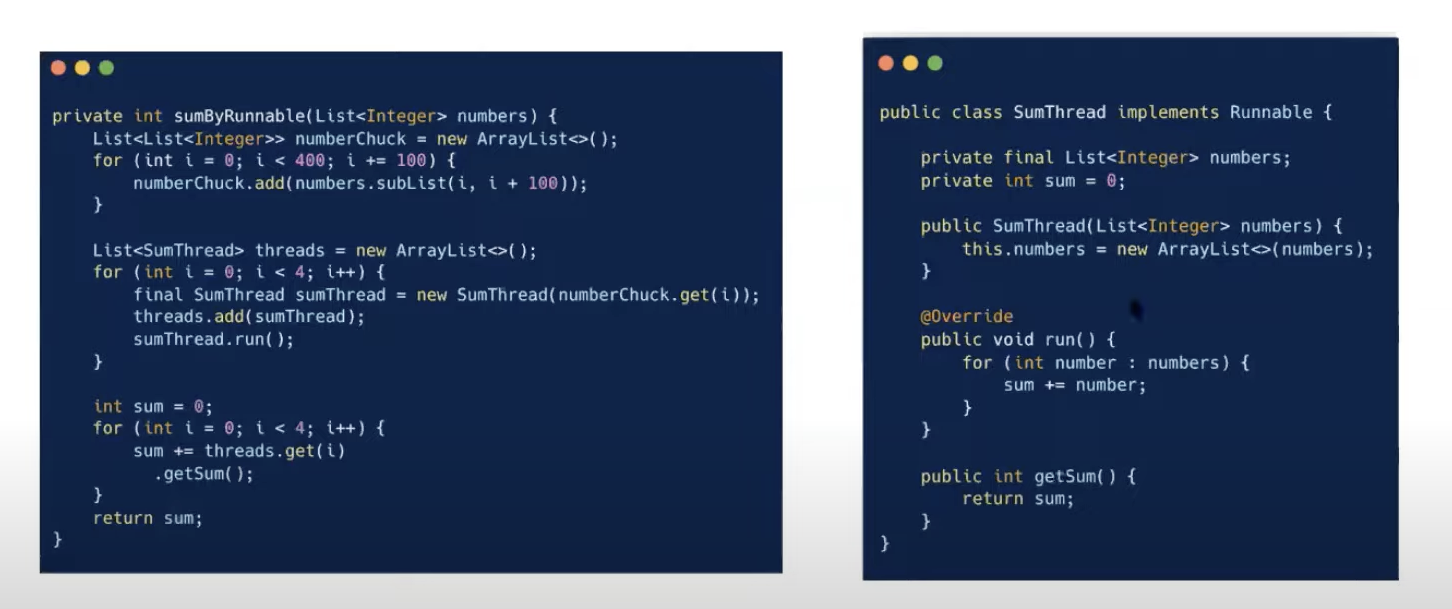 private int sumByRunnable(List<Integer> numbers) {
    List<List<Integer>> numberChuck = new ArrayList<>();
    for (int i = 0; i < 400; i += 100) {
        numberChuck.add(numbers.subList(i, i + 100));
    }

    List<SumThread> threads = new ArrayList<>();
    for (int i = 0; i < 4; i++) {
        final SumThread sumThread = new SumThread(numberChuck.get(i));
        threads.add(sumThread);
        sumThread.run();
    }

    int sum = 0;
    for (int i = 0; i < 4; i++) {
        sum += threads.get(i)
          .getSum();
    }
    return sum;
}
public class SumThread implements Runnable {

    private final List<Integer> numbers;
    private int sum = 0;

    public SumThread(List<Integer> numbers) {
        this.numbers = new ArrayList<>(numbers);
    }

    @Override
    public void run() {
        for (int number : numbers) {
            sum += number;
        }
    }

    public int getSum() {
        return sum;
    }
}